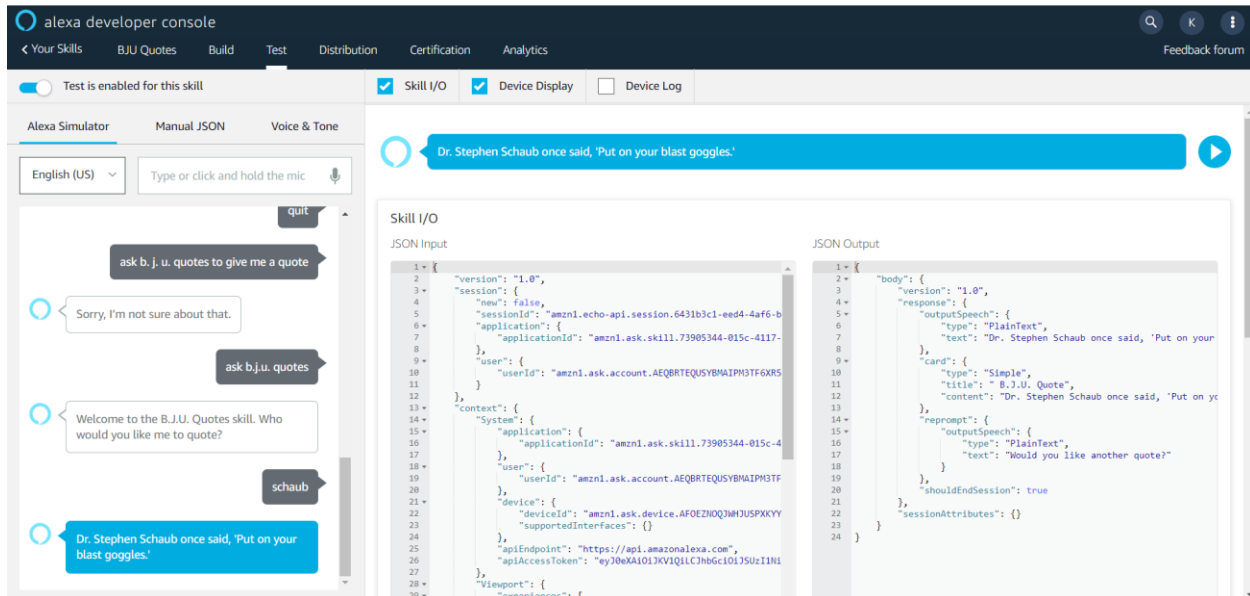 alexa developer console
K
Your Skills BJU Quotes Build Test Distribution Certification Analytics
Feedback forum
Test is enabled for this skill
Skill I/O Device Display Device Log
Alexa Simulator Manual JSON Voice & Tone
English (US)
Type or click and hold the mic
quit
ask b. j. u. quotes to give me a quote
Sorry, I'm not sure about that.
ask b.j.u. quotes
Welcome to the B.J.U. Quotes skill. Who
would you like me to quote?
schaub
Dr. Stephen Schaub once said, 'Put on your
blast goggles.'
Dr. Stephen Schaub once said, 'Put on your blast goggles.'
Skill I/O
JSON Input
1 {
2 "version": "1.0",
3 "session": {
4 "new": false,
5 "sessionId": "amzn1.echo-api.session.6431b3c1-eed4-4af6-b
6 "application": {
7 "applicationId": "amzn1.ask.skill.73905344-015c-4117-
8 },
9 "user": {
10 "userId": "amzn1.ask.account.AEQBRTEQUSYBMAIPM3TF6XR5
11 }
12 },
13 "context": {
14 "System": {
15 "application": {
16 "applicationId": "amzn1.ask.skill.73905344-015c-4
17 },
18 "user": {
19 "userId": "amzn1.ask.account.AEQBRTEQUSYBMAIPM3TF
20 },
21 "device": {
22 "deviceId": "amzn1.ask.device.AFOEZNOQJWHJUSPXKYY
23 "supportedInterfaces": {}
24 },
25 "apiEndpoint": "https://api.amazonalexa.com",
26 "apiAccessToken": "eyJ0eXAiOiJKV1QiLCJhbGciOiJSUzI1Ni
27 },
28 "Viewport": {
29 "experiences": [
JSON Output
1 {
2 "body": {
3 "version": "1.0",
4 "response": {
5 "outputSpeech": {
6 "type": "PlainText",
7 "text": "Dr. Stephen Schaub once said, 'Put on your
8 },
9 "card": {
10 "type": "Simple",
11 "title": " B.J.U. Quote",
12 "content": "Dr. Stephen Schaub once said, 'Put on yo
13 },
14 "reprompt": {
15 "outputSpeech": {
16 "type": "PlainText",
17 "text": "Would you like another quote?"
18 }
19 },
20 "shouldEndSession": true
21 },
22 "sessionAttributes": {}
23 }
24 }